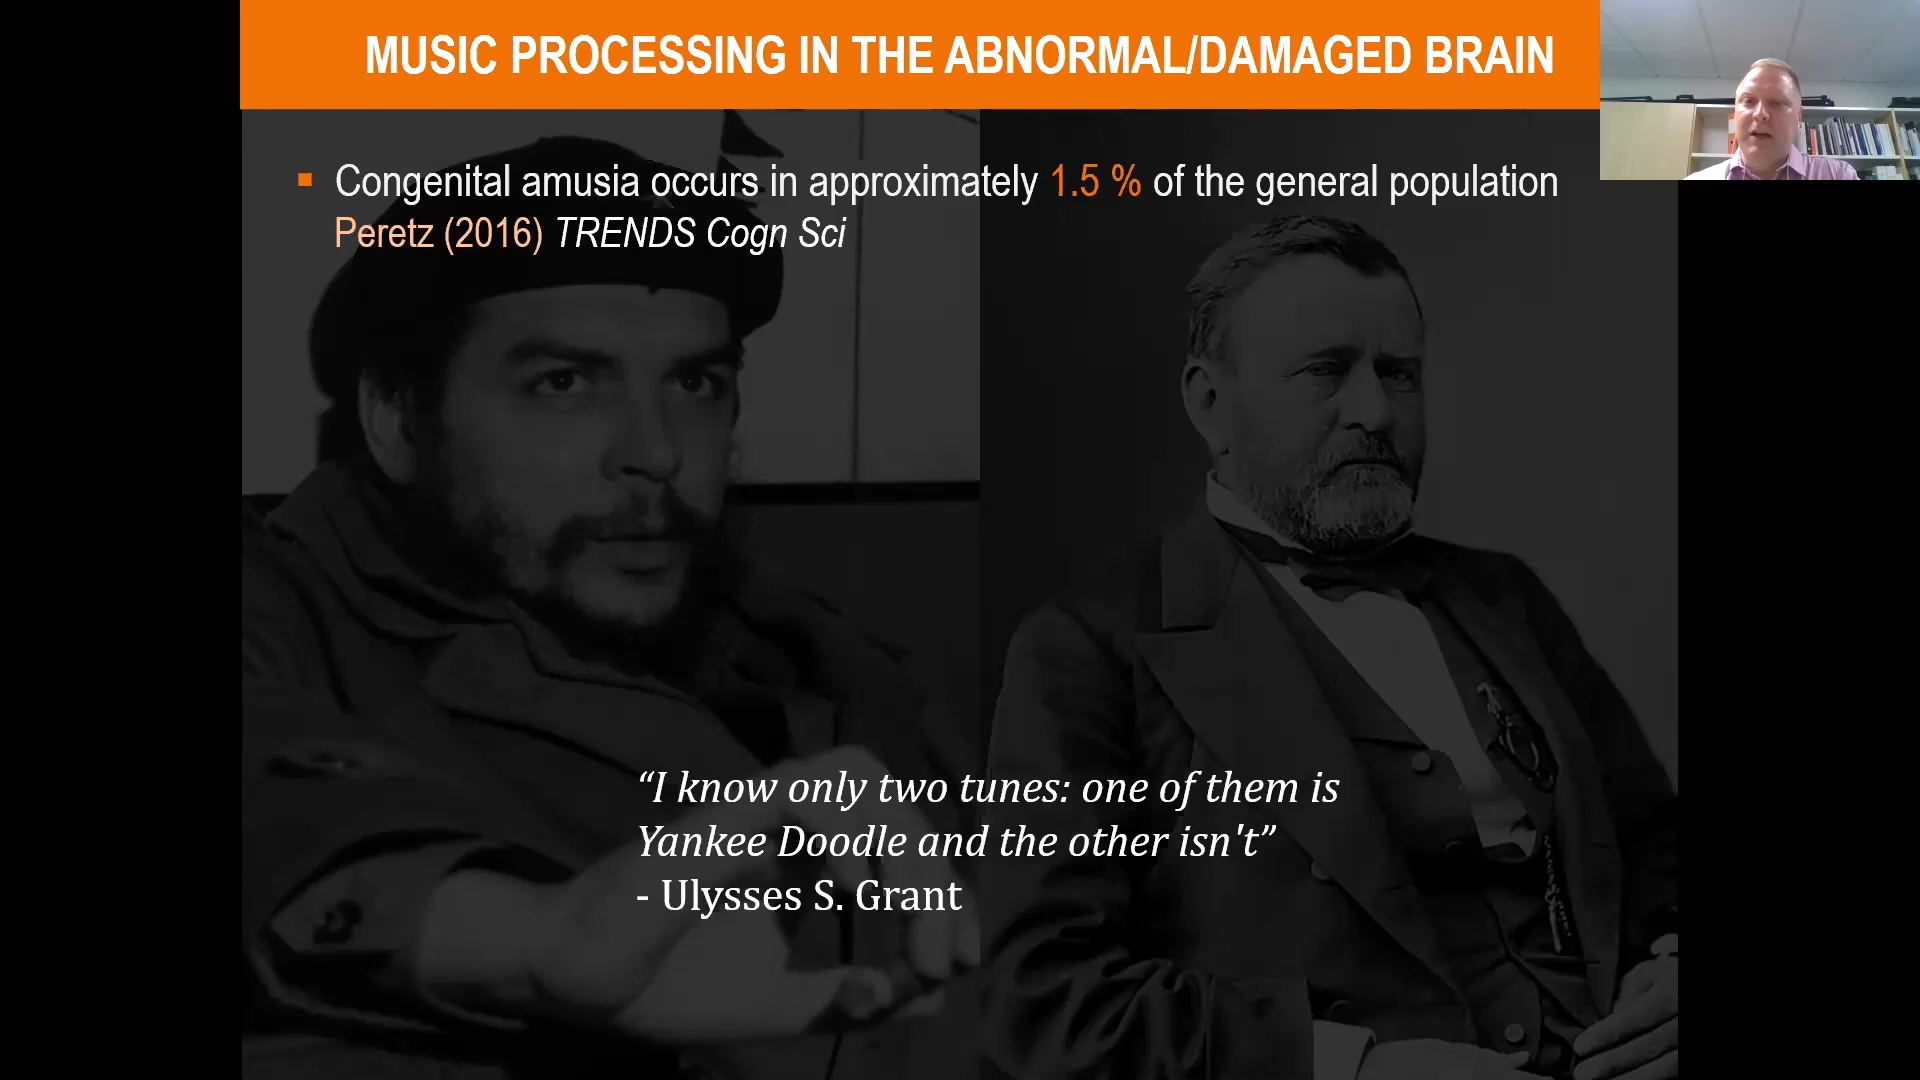 MUSIC PROCESSING IN THE ABNORMAL/DAMAGED BRAIN
▪ Congenital amusia occurs in approximately 1.5 % of the general population
Peretz (2016) TRENDS Cogn Sci
“I know only two tunes: one of them is
Yankee Doodle and the other isn't”
- Ulysses S. Grant